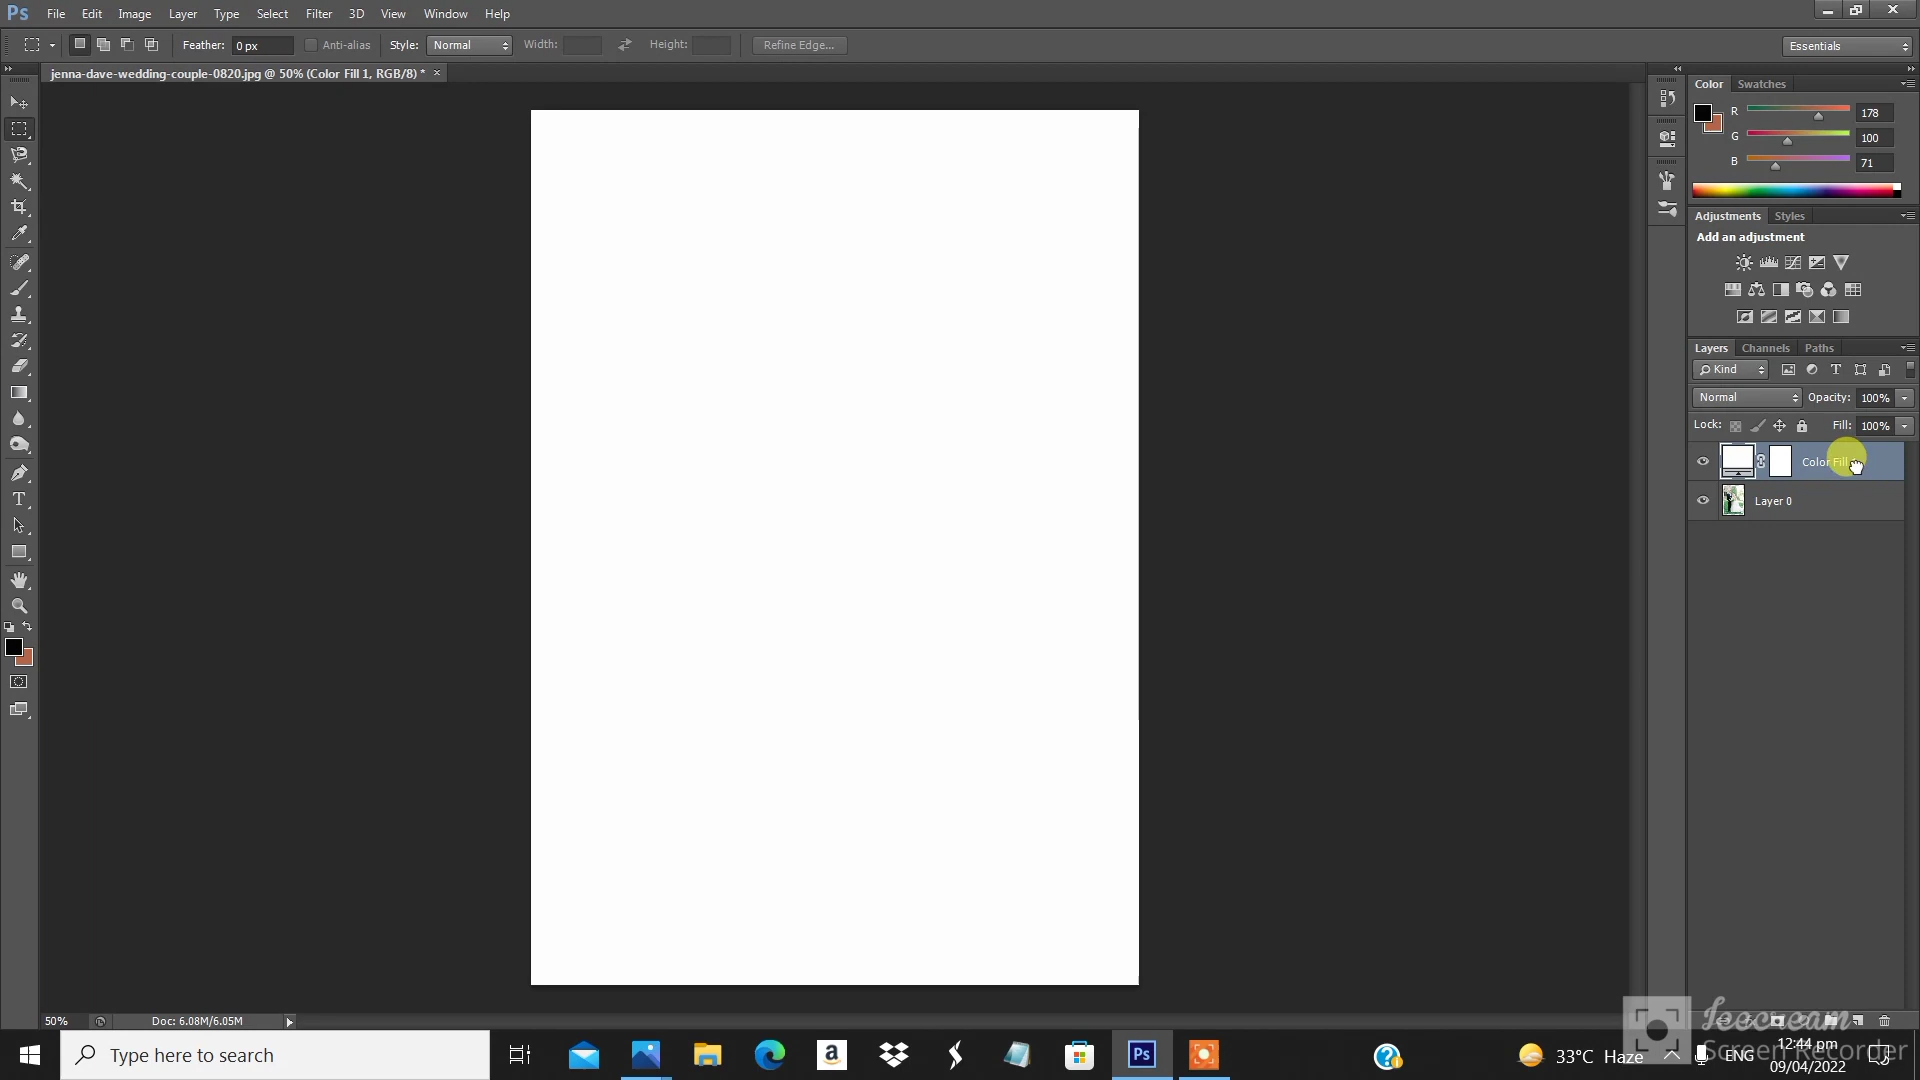 Ps File Edit Image Layer Type Select Filter 3D View Window Help
Feather: 0 px Anti-alias Style: Normal Width: Height: Refine Edge... Essentials
jenna-dave-wedding-couple-0820.jpg @ 50% (Color Fill 1, RGB/8) * ×
Color Swatches
R 178
G 100
B 71
Adjustments Styles
Add an adjustment
Layers Channels Paths
Kind T
Normal Opacity: 100%
Lock: Fill: 100%
Color Fill
Layer 0
T
50% Doc: 6.08M/6.05M
Icecream
Screen Recorder
Type here to search
a
Ps
33°C Haze
ENG
12:44 pm
09/04/2022